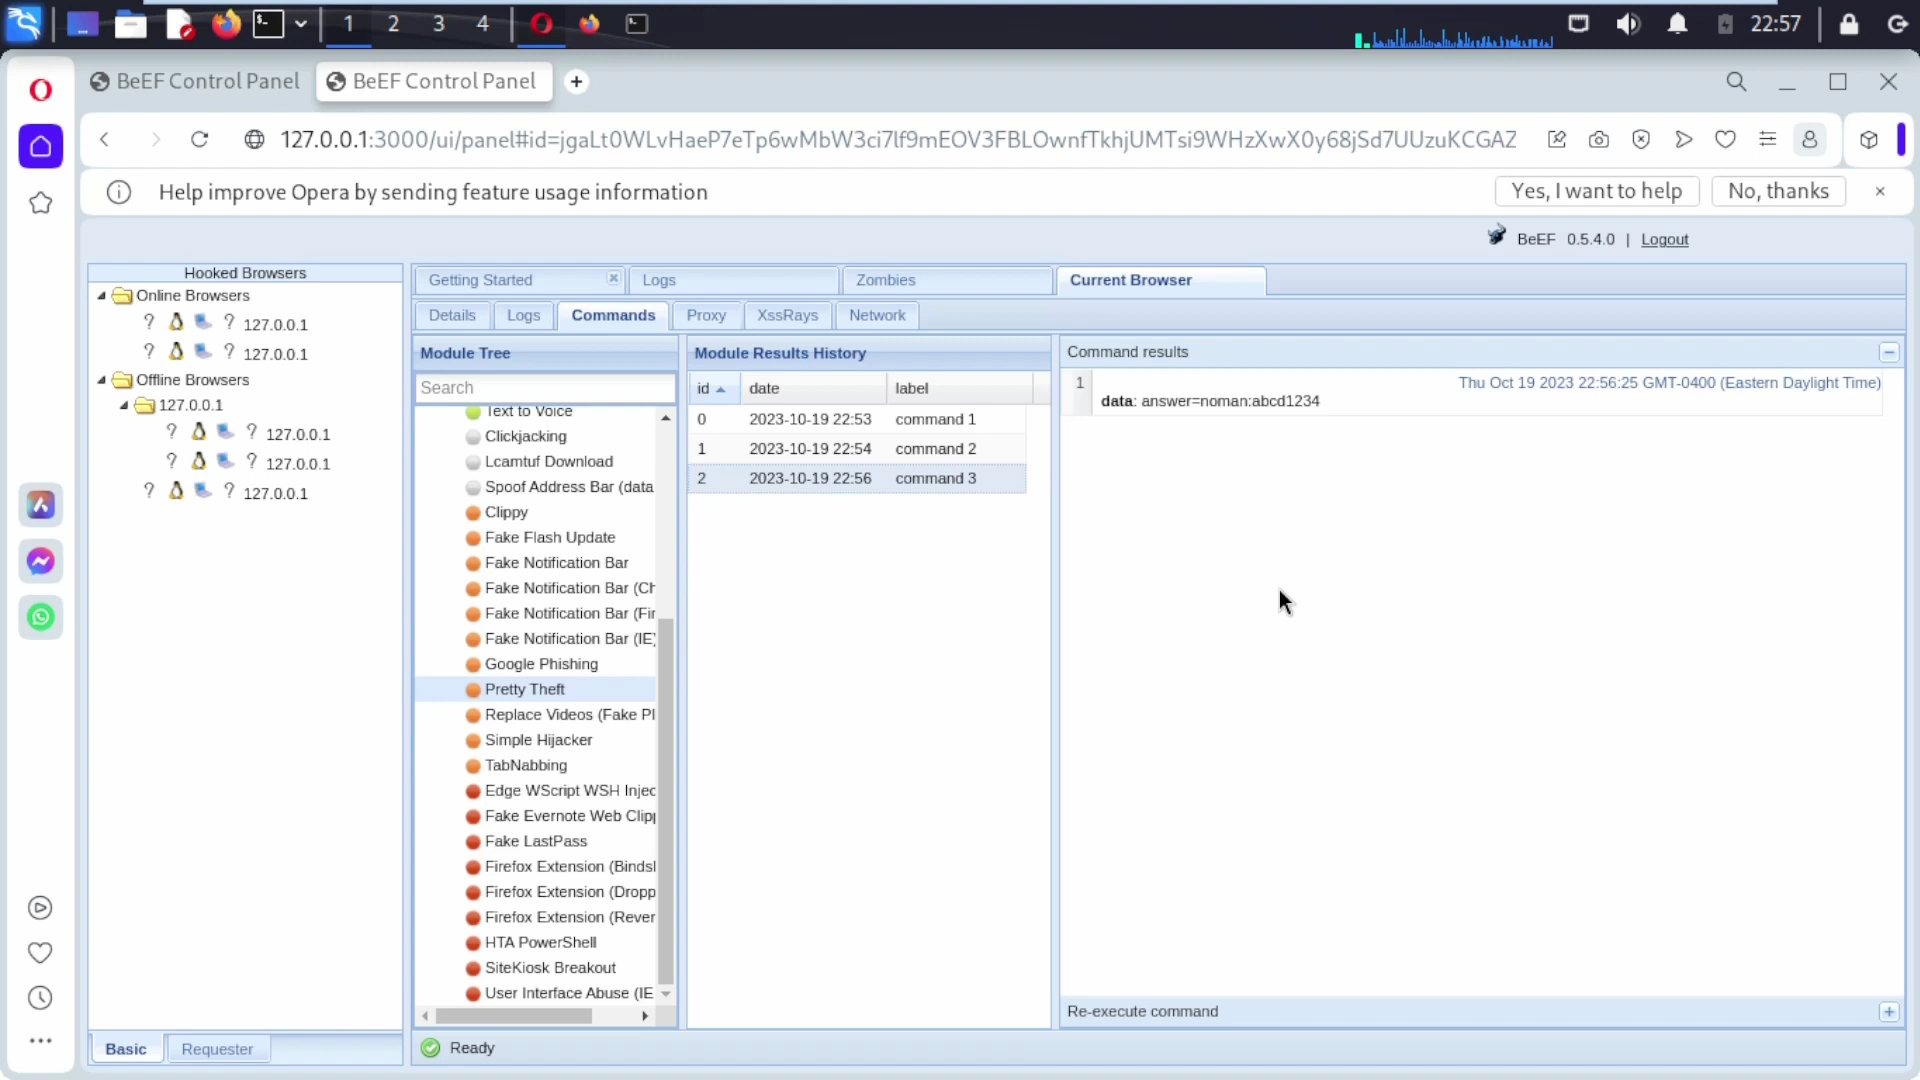 1 2 3 4 22:57
BeEF Control Panel BeEF Control Panel
127.0.0.1:3000/ui/panel#id=jgaLt0WLvHaeP7eTp6wMbW3ci7lf9mEOV3FBLOwnfTkhjUMTsi9WHzXwX0y68jSd7UUzuKCGAZ
Help improve Opera by sending feature usage information Yes, I want to help No, thanks
BeEF 0.5.4.0 | Logout
Hooked Browsers
Online Browsers
? ? 127.0.0.1
? ? 127.0.0.1
Offline Browsers
127.0.0.1
? ? 127.0.0.1
? ? 127.0.0.1
? ? 127.0.0.1
Basic Requester
Getting Started Logs Zombies Current Browser
Details Logs Commands Proxy XssRays Network
Module Tree
Search
Text to Voice
Clickjacking
Lcamtuf Download
Spoof Address Bar (data
Clippy
Fake Flash Update
Fake Notification Bar
Fake Notification Bar (Ch
Fake Notification Bar (Fir
Fake Notification Bar (IE)
Google Phishing
Pretty Theft
Replace Videos (Fake Pl
Simple Hijacker
TabNabbing
Edge WScript WSH Injec
Fake Evernote Web Clipp
Fake LastPass
Firefox Extension (Bindsl
Firefox Extension (Dropp
Firefox Extension (Rever
HTA PowerShell
SiteKiosk Breakout
User Interface Abuse (IE
Module Results History
id date label
0 2023-10-19 22:53 command 1
1 2023-10-19 22:54 command 2
2 2023-10-19 22:56 command 3
Command results
1 Thu Oct 19 2023 22:56:25 GMT-0400 (Eastern Daylight Time)
data: answer=noman:abcd1234
Re-execute command
Ready